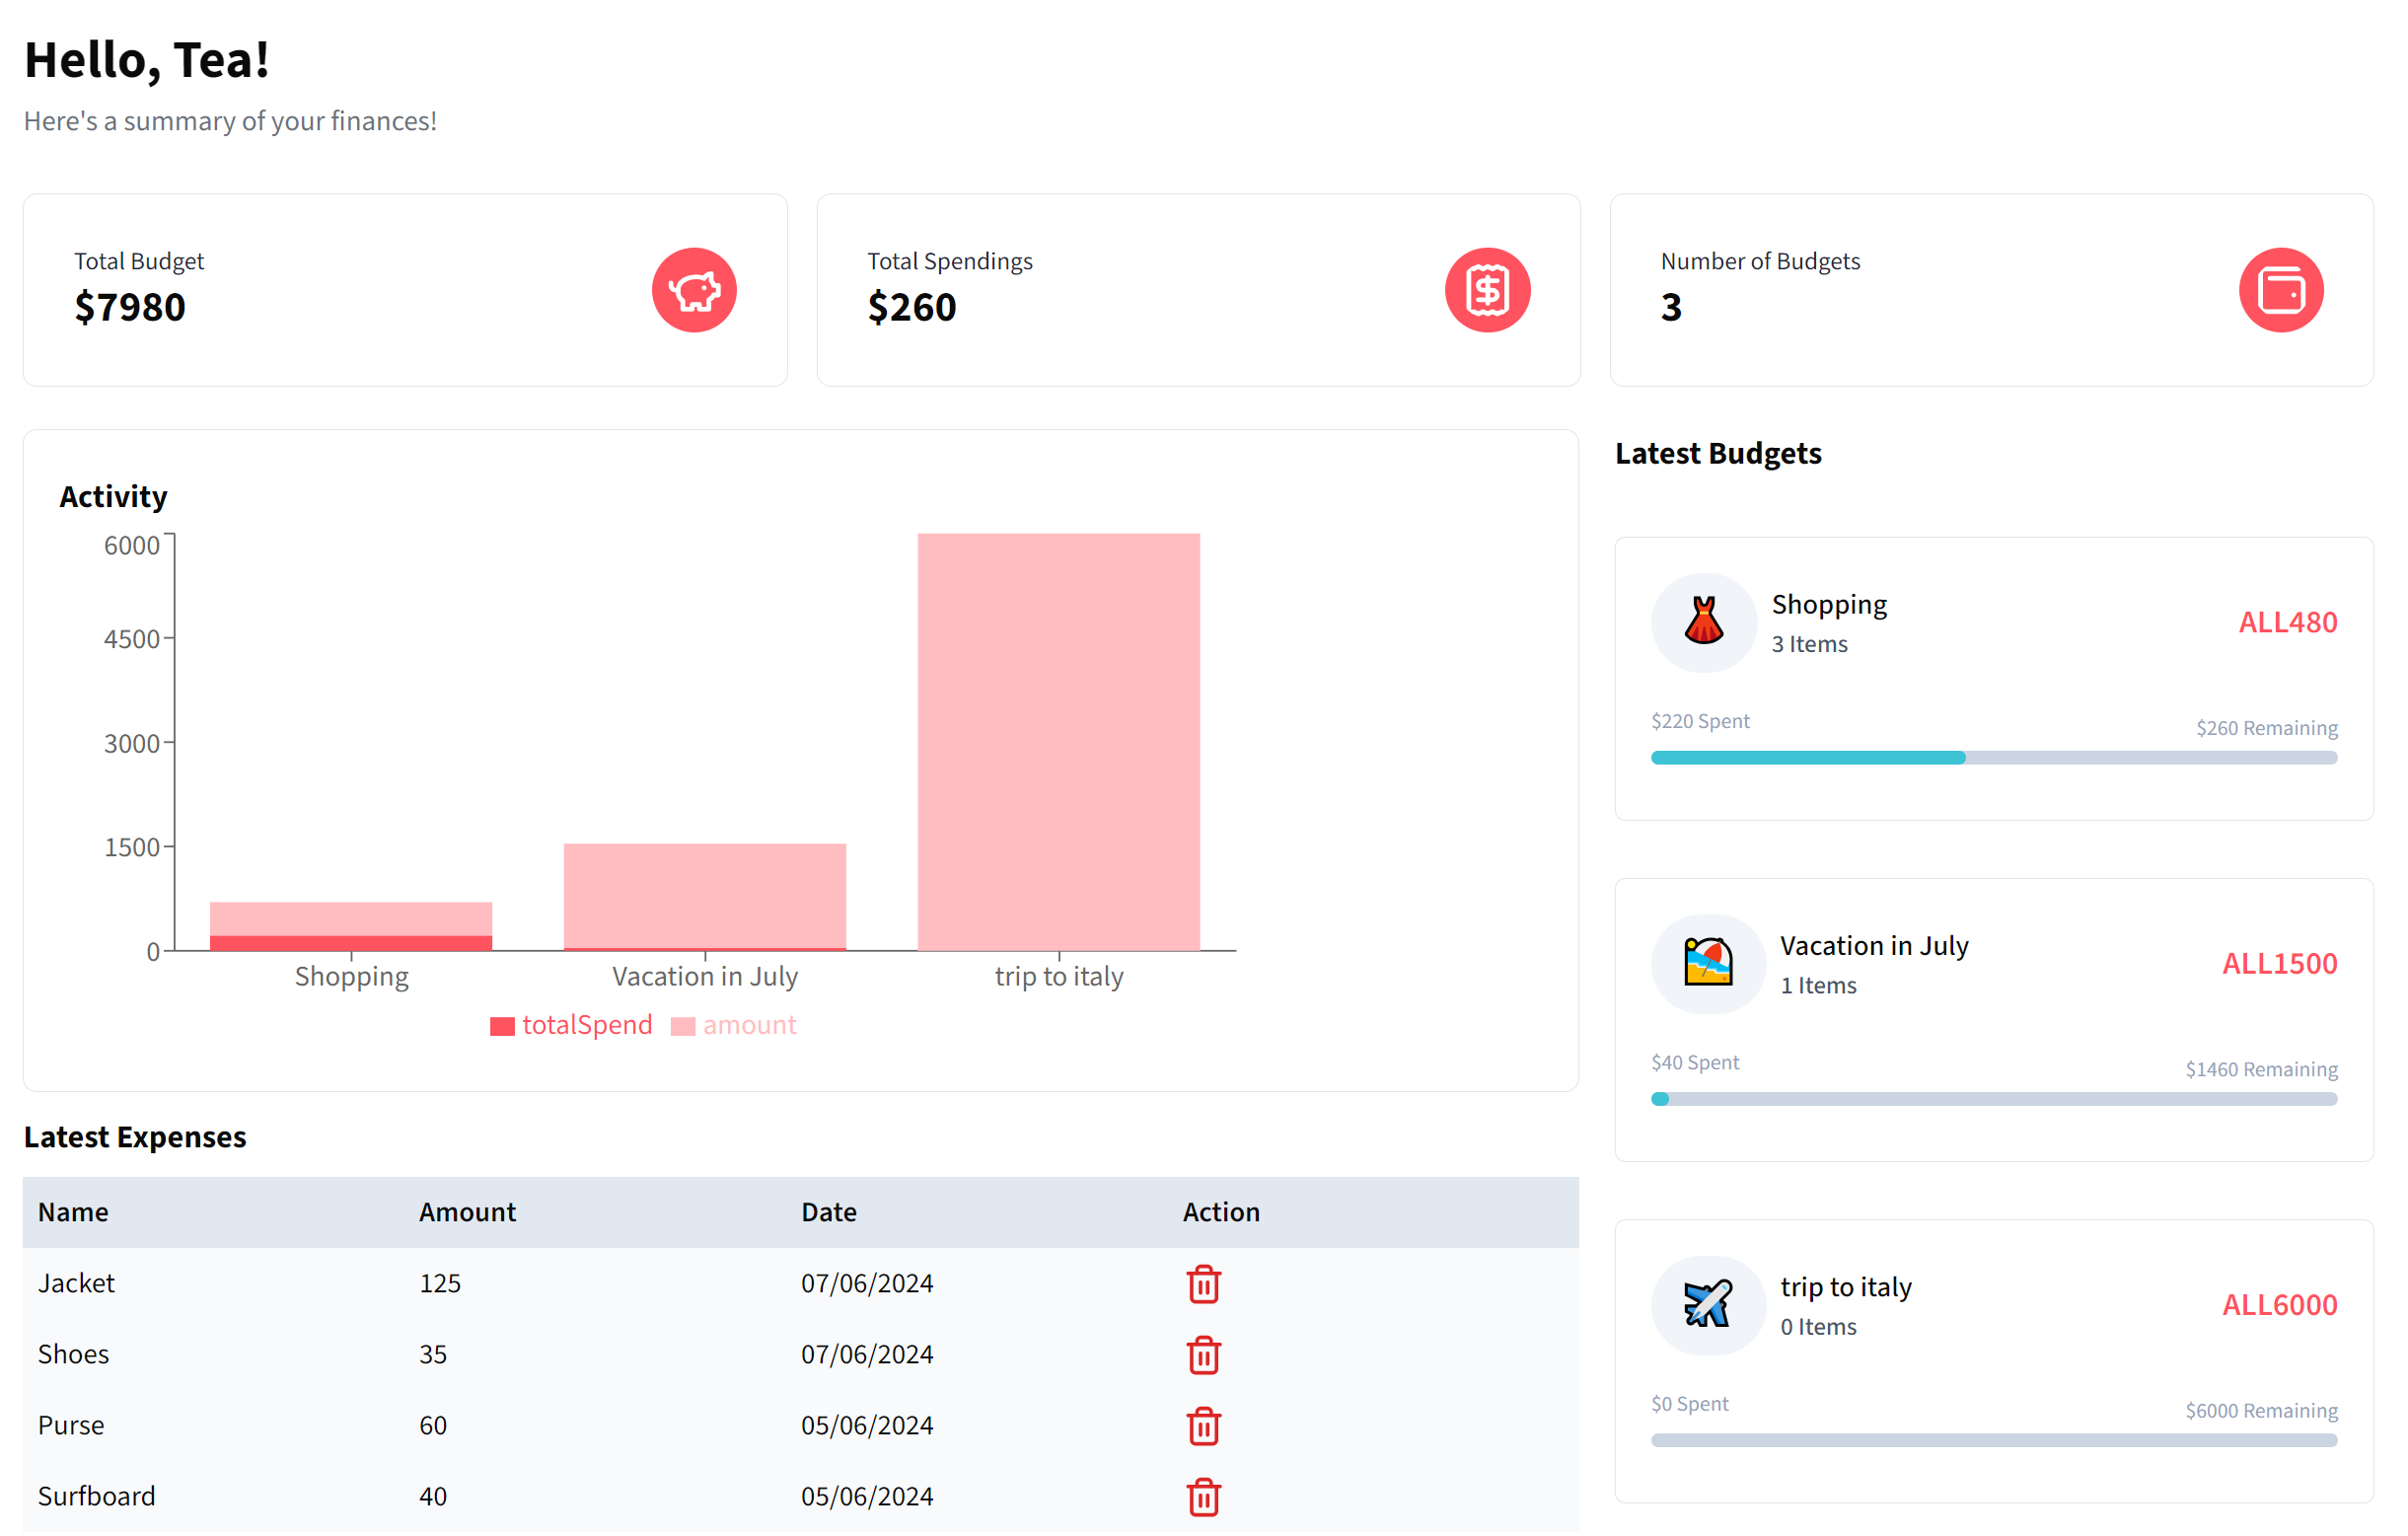 Hello, Tea!
Here's a summary of your finances!
Total Budget
$7980
Total Spendings
$260
Number of Budgets
3
Activity
6000
4500
3000
1500
0
Shopping Vacation in July trip to italy
totalSpend amount
Latest Expenses
Name Amount Date Action
Jacket 125 07/06/2024
Shoes 35 07/06/2024
Purse 60 05/06/2024
Surfboard 40 05/06/2024
Latest Budgets
Shopping
3 Items
ALL480
$220 Spent
$260 Remaining
Vacation in July
1 Items
ALL1500
$40 Spent
$1460 Remaining
trip to italy
0 Items
ALL6000
$0 Spent
$6000 Remaining